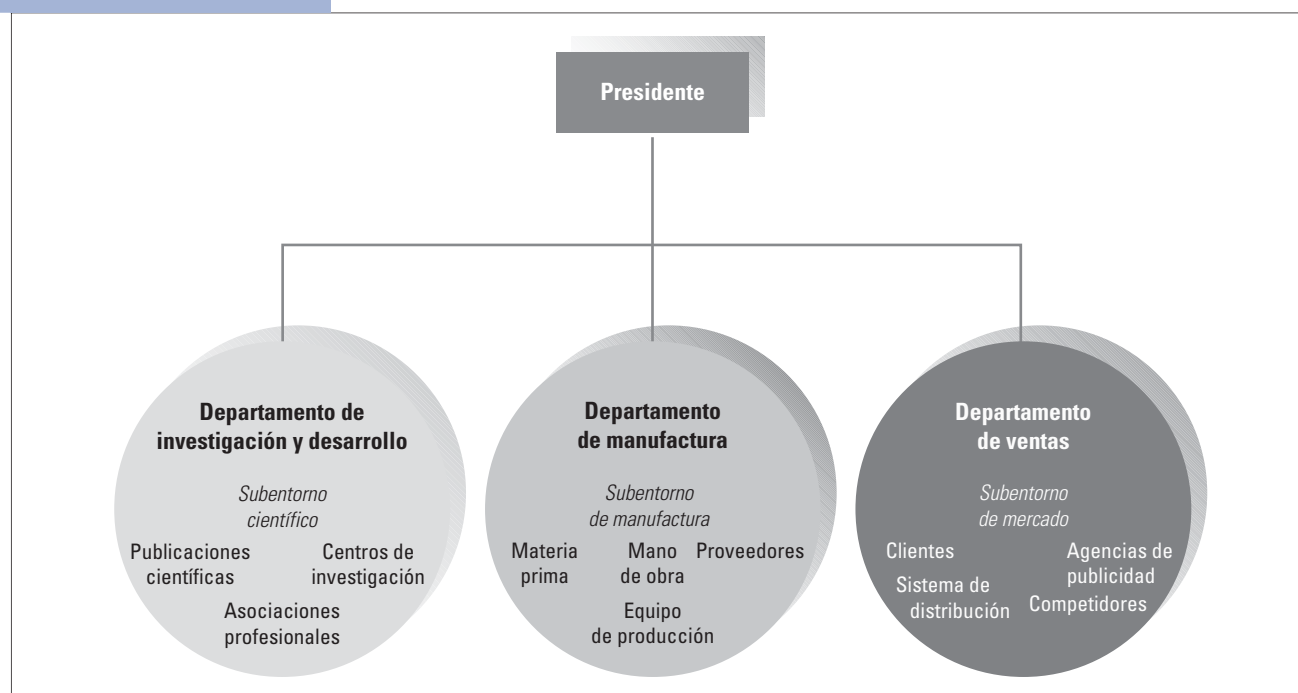 Presidente
Departamento de
investigación y desarrollo
Subentorno
científico
Publicaciones
científicas
Centros de
investigación
Asociaciones
profesionales
Departamento
de manufactura
Subentorno
de manufactura
Materia
prima
Mano
de obra
Proveedores
Equipo
de producción
Departamento
de ventas
Subentorno
de mercado
Clientes
Agencias de
publicidad
Sistema de
distribución
Competidores